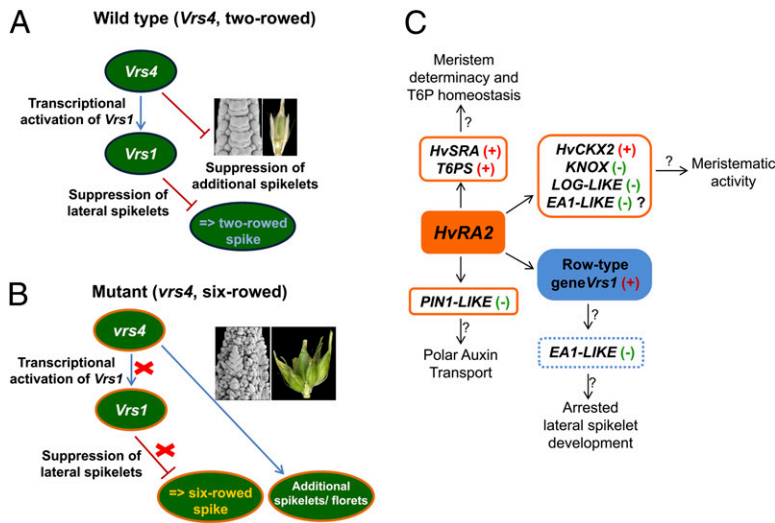 A
Wild type (Vrs4, two-rowed)
Vrs4
Transcriptional
activation of Vrs1
Vrs1
Suppression of
additional spikelets
Suppression of
lateral spikelets
=> two-rowed
spike
B
Mutant (vrs4, six-rowed)
vrs4
Transcriptional
activation of Vrs1
Vrs1
Suppression of
lateral spikelets
=> six-rowed
spike
Additional
spikelets/ florets
C
Meristem
determinacy and
T6P homeostasis
?
HvSRA (+)
T6PS (+)
HvCKX2 (+)
KNOX (-)
LOG-LIKE (-)
EA1-LIKE (-) ?
?
Meristematic
activity
HvRA2
PIN1-LIKE (-)
?
Polar Auxin
Transport
Row-type
geneVrs1 (+)
?
EA1-LIKE (-)
?
Arrested
lateral spikelet
development